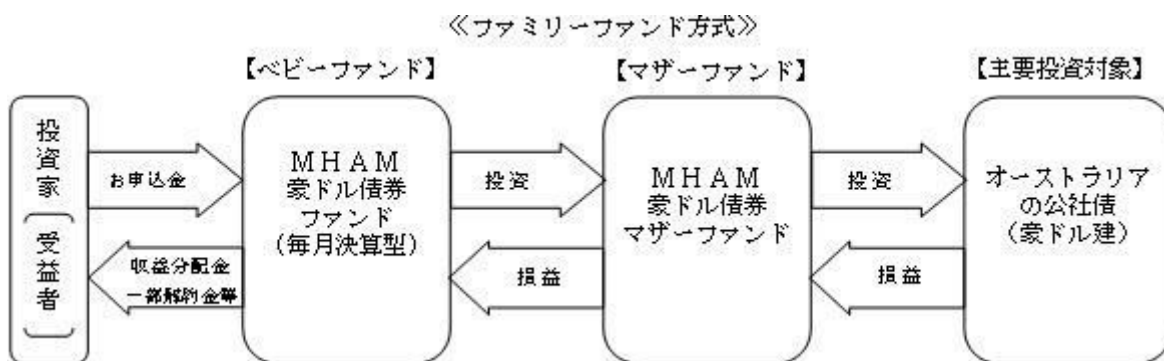 ≪ファミリーファンド方式≫
【ベビーファンド】
【マザーファンド】
【主要投資対象】
投資家
(受益者)
お申込金
収益分配金
一部解約金等
MHAM
豪ドル債券
ファンド
(毎月決算型)
投資
損益
MHAM
豪ドル債券
マザーファンド
投資
損益
オーストラリア
の公社債
(豪ドル建)